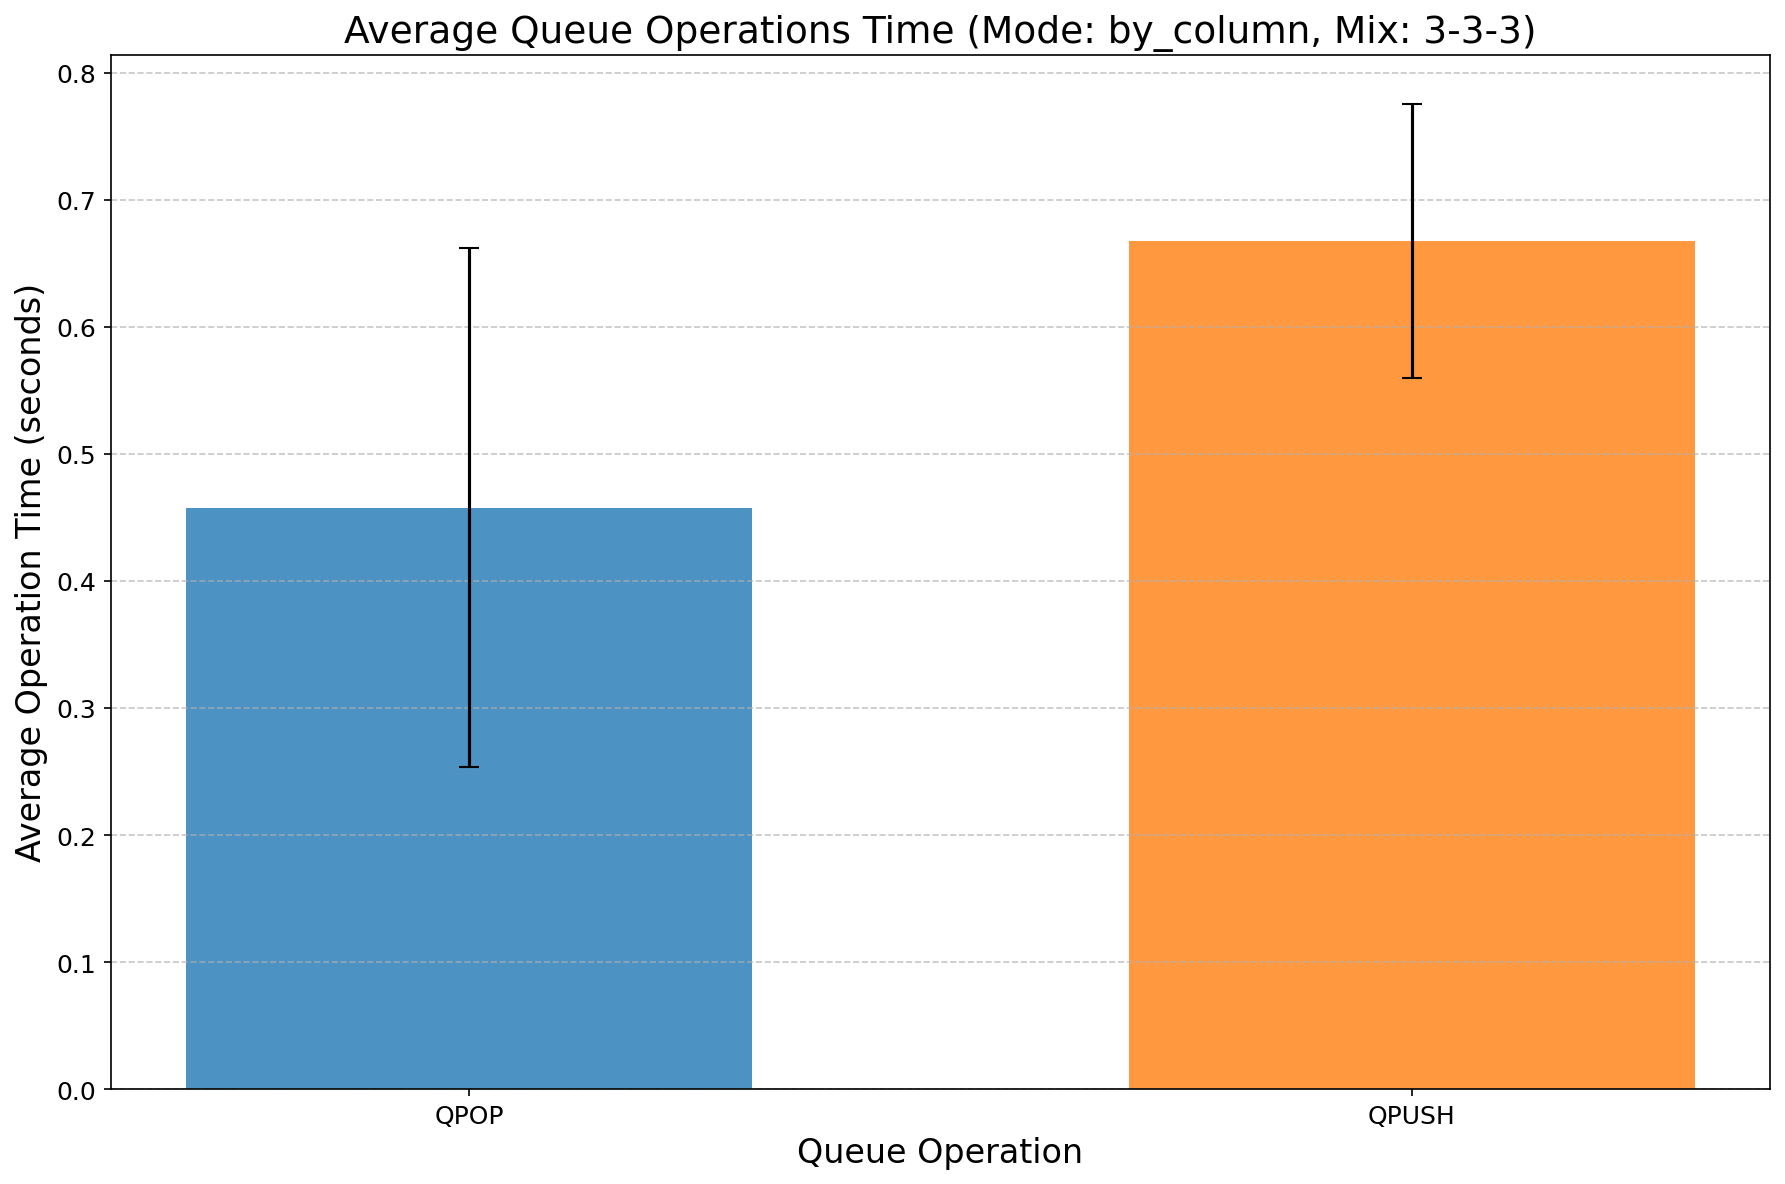 Average Queue Operations Time (Mode: by_column, Mix: 3-3-3)
Average Operation Time (seconds)
0.8
0.7
0.6
0.5
0.4
0.3
0.2
0.1
0.0
QPOP
QPUSH
Queue Operation